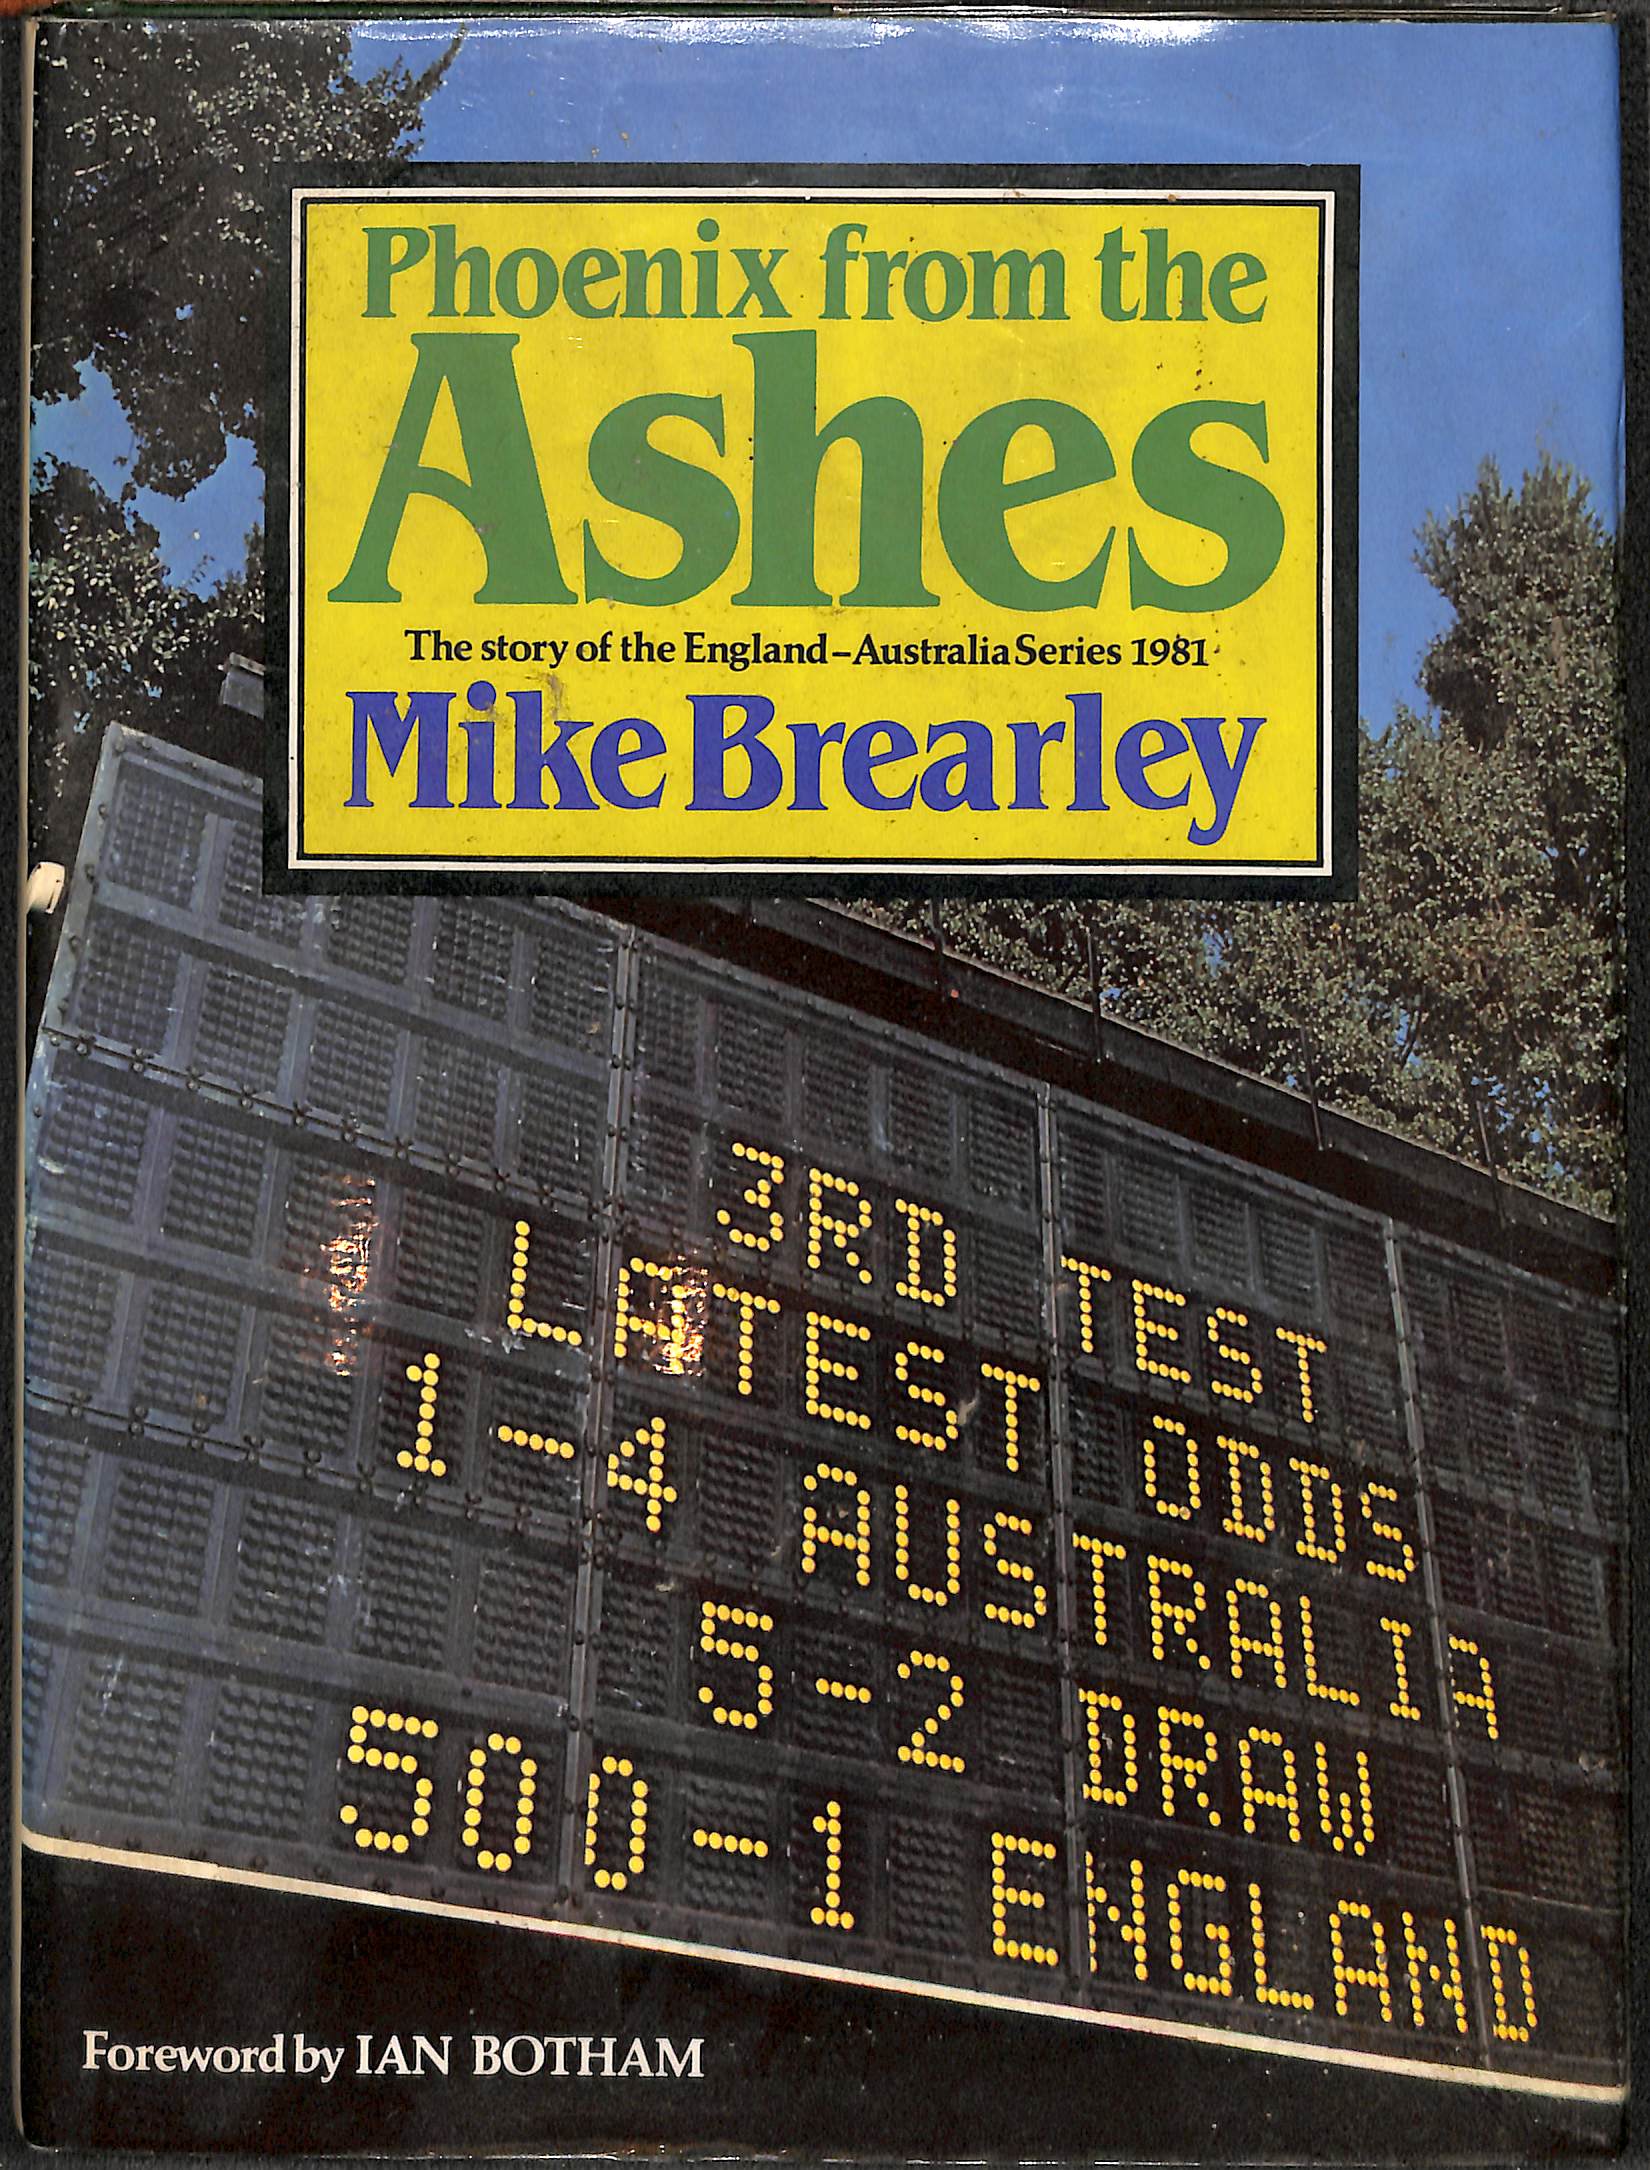 Phoenix from the
Ashes
The story of the England–Australia Series 1981
Mike Brearley
3RD TEST
LATEST ODDS
1-4 AUSTRALIA
5-2 DRAW
500-1 ENGLAND
Foreword by IAN BOTHAM